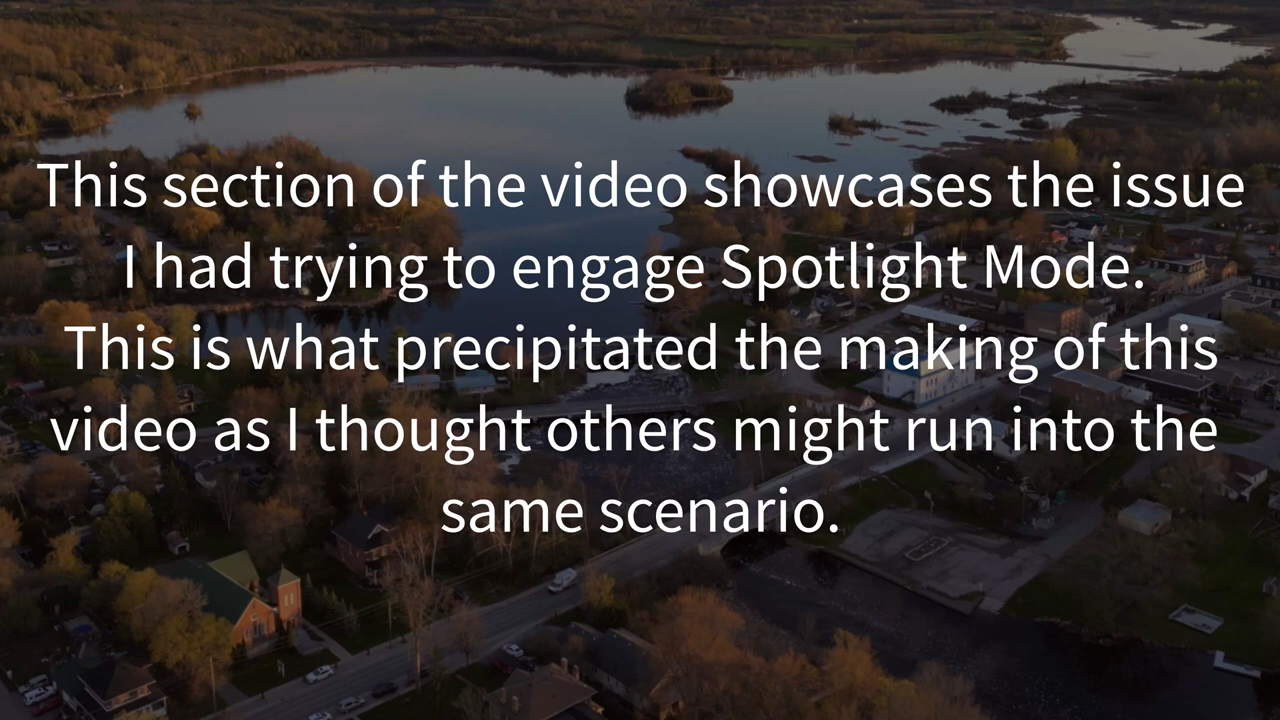 This section of the video showcases the issue
I had trying to engage Spotlight Mode.
This is what precipitated the making of this
video as I thought others might run into the
same scenario.